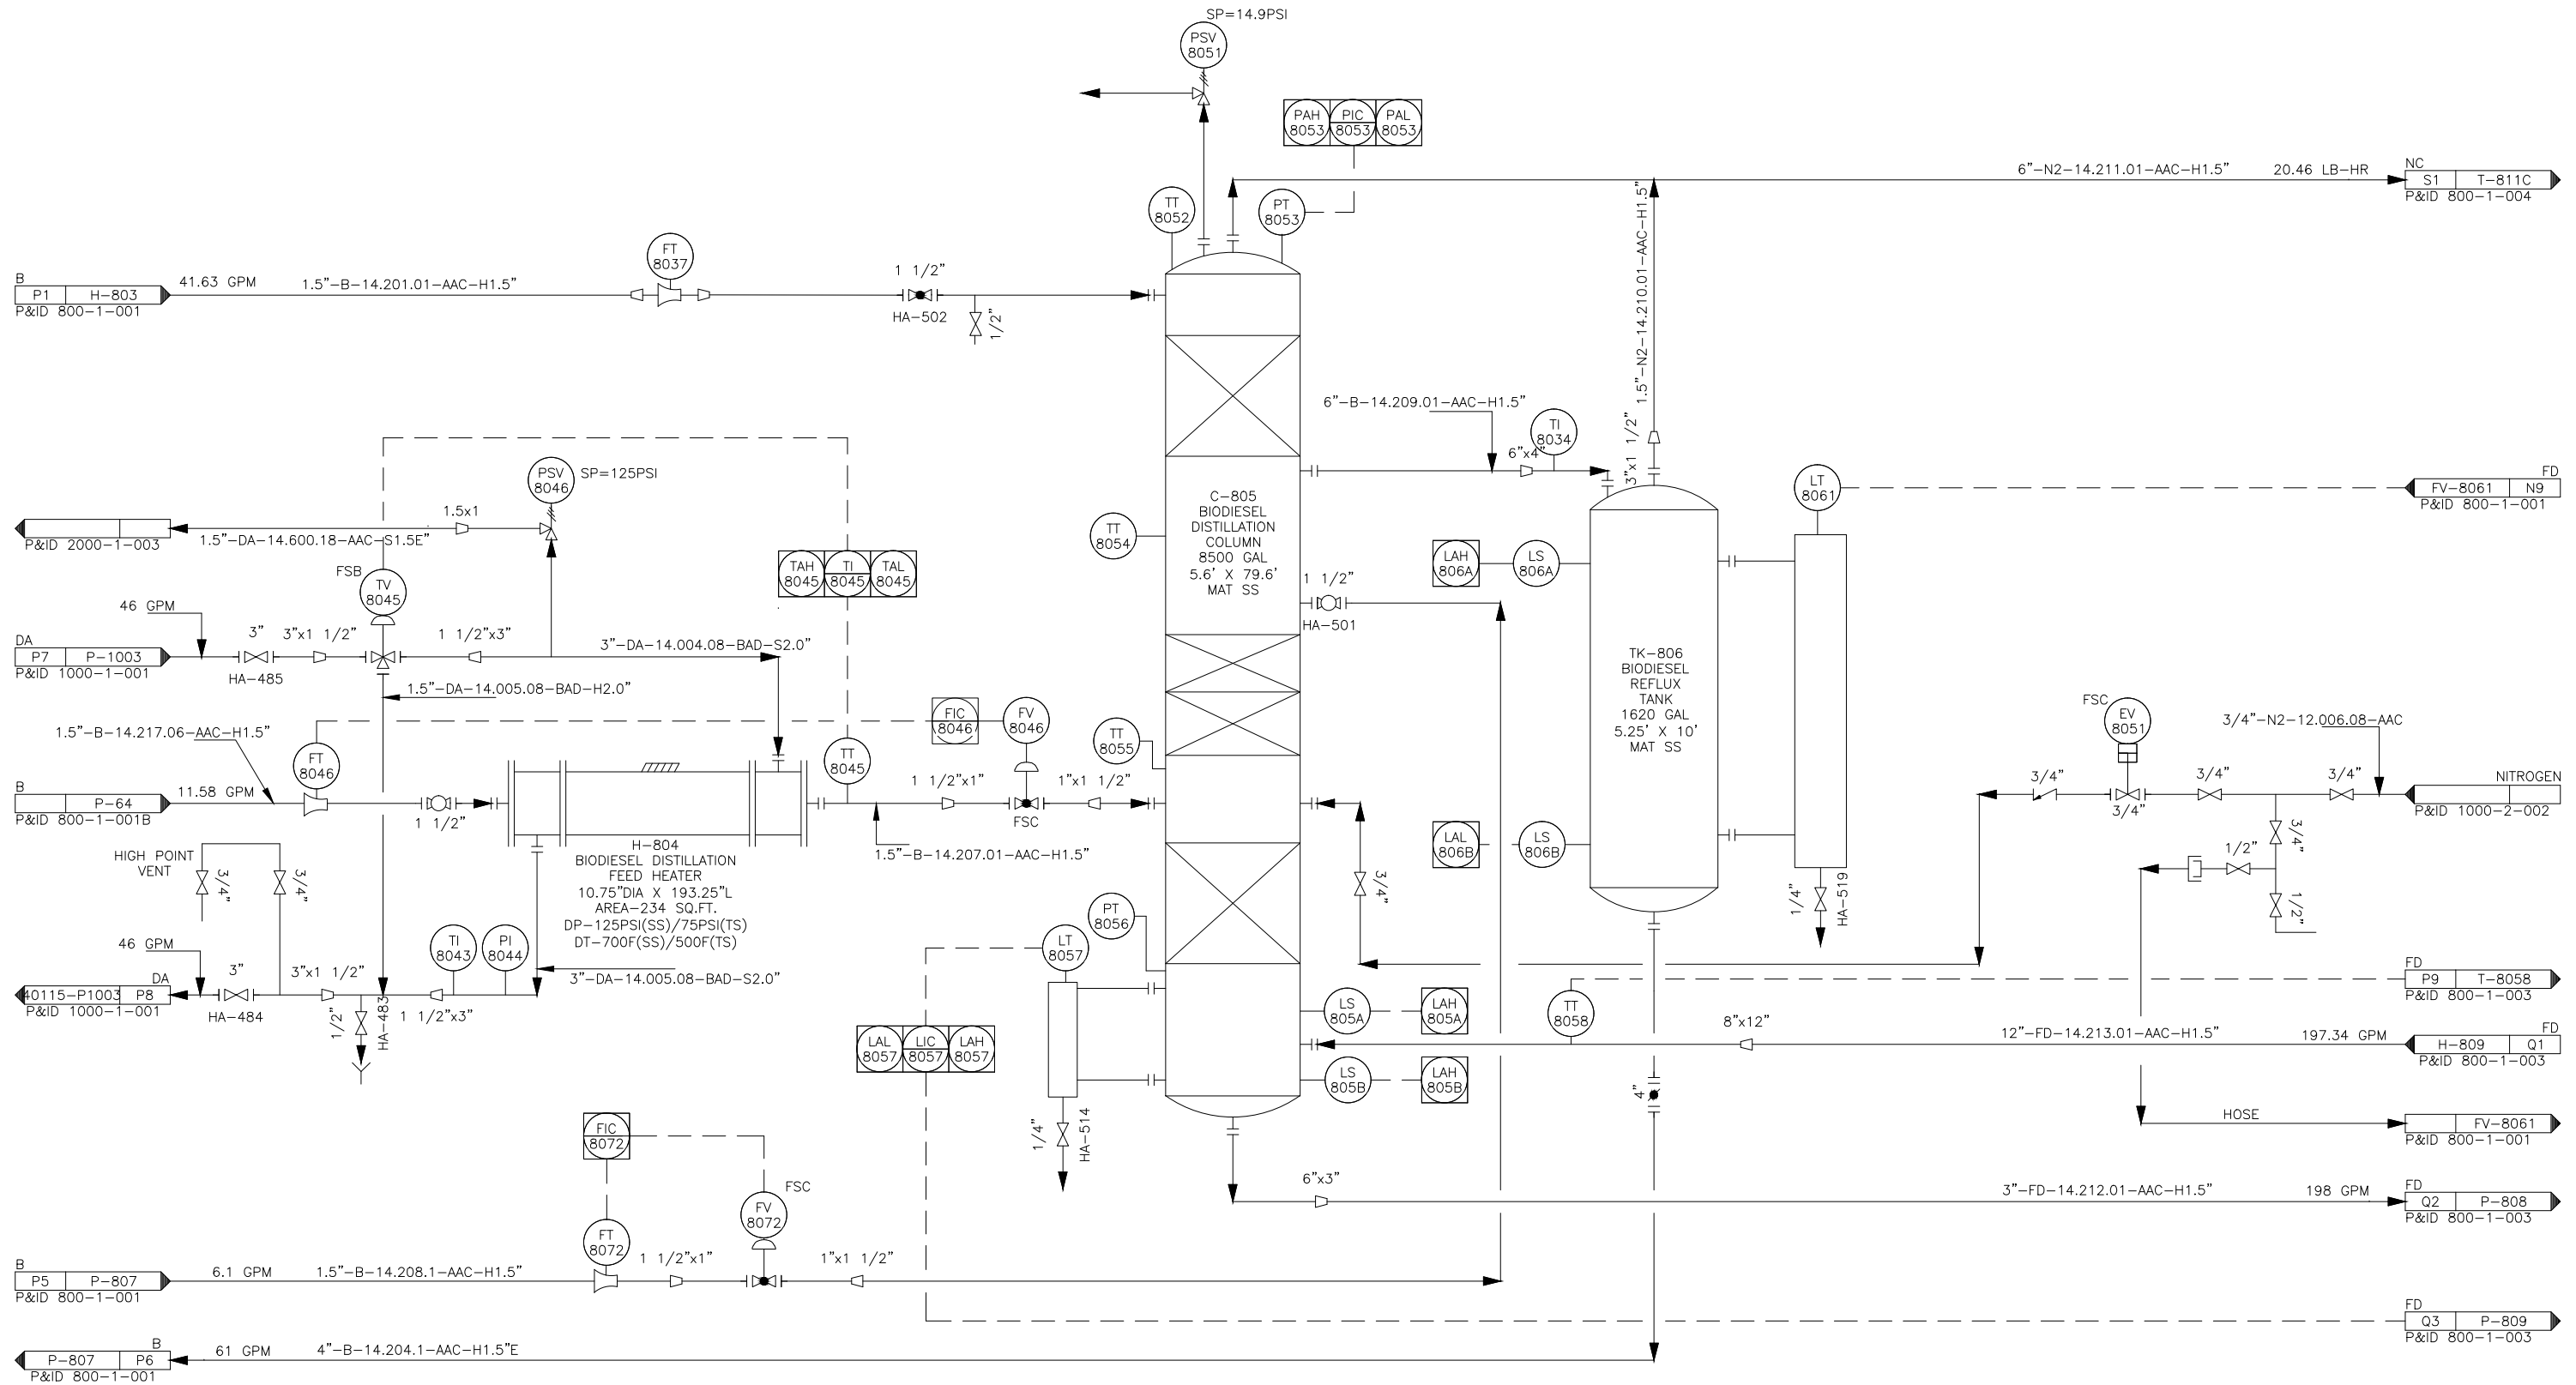 SP=14.9PSI
PSV
8051
PAH
8053
PIC
8053
PAL
8053
TT
8052
PT
8053
6"-N2-14.211.01-AAC-H1.5"
20.46 LB-HR
NC
S1
T-811C
P&ID 800-1-004
1.5"-N2-14.210.01-AAC-H1.5"
B
P1
H-803
P&ID 800-1-001
41.63 GPM
1.5"-B-14.201.01-AAC-H1.5"
FT
8037
1 1/2"
HA-502
1/2"
6"-B-14.209.01-AAC-H1.5"
6"x4"
TI
8034
3"x1 1/2"
LT
8061
FD
FV-8061
N9
P&ID 800-1-001
PSV
8046
SP=125PSI
1.5x1
P&ID 2000-1-003
1.5"-DA-14.600.18-AAC-S1.5E"
FSB
TV
8045
TAH
8045
TI
8045
TAL
8045
TT
8054
C-805
BIODIESEL
DISTILLATION
COLUMN
8500 GAL
5.6' X 79.6'
MAT SS
1 1/2"
HA-501
LAH
806A
LS
806A
46 GPM
DA
P7
P-1003
P&ID 1000-1-001
3"
HA-485
3"x1 1/2"
1 1/2"x3"
3"-DA-14.004.08-BAD-S2.0"
1.5"-DA-14.005.08-BAD-H2.0"
TK-806
BIODIESEL
REFLUX
TANK
1620 GAL
5.25' X 10'
MAT SS
1.5"-B-14.217.06-AAC-H1.5"
FT
8046
FIC
8046
FV
8046
TT
8045
TT
8055
FSC
EV
8051
3/4"-N2-12.006.08-AAC
B
P-64
P&ID 800-1-001B
11.58 GPM
1 1/2"
1 1/2"x1"
FSC
1"x1 1/2"
1.5"-B-14.207.01-AAC-H1.5"
3/4"
3/4"
3/4"
3/4"
NITROGEN
P&ID 1000-2-002
3/4"
1/2"
1/2"
HIGH POINT
VENT
3/4"
3/4"
H-804
BIODIESEL DISTILLATION
FEED HEATER
10.75"DIA X 193.25"L
AREA-234 SQ.FT.
DP-125PSI(SS)/75PSI(TS)
DT-700F(SS)/500F(TS)
3/4"
LAL
806B
LS
806B
1/4"
HA-519
PT
8056
LT
8057
46 GPM
DA
40115-P1003
P8
P&ID 1000-1-001
3"
HA-484
3"x1 1/2"
1/2"
HA-483
TI
8043
PI
8044
1 1/2"x3"
3"-DA-14.005.08-BAD-S2.0"
LAL
8057
LIC
8057
LAH
8057
LS
805A
LAH
805A
LS
805B
LAH
805B
TT
8058
FD
P9
T-8058
P&ID 800-1-003
8"x12"
12"-FD-14.213.01-AAC-H1.5"
197.34 GPM
FD
H-809
Q1
P&ID 800-1-003
4"
HOSE
FV-8061
P&ID 800-1-001
1/4"
HA-514
FIC
8072
FV
8072
FSC
FT
8072
6"x3"
3"-FD-14.212.01-AAC-H1.5"
198 GPM
FD
Q2
P-808
P&ID 800-1-003
B
P5
P-807
P&ID 800-1-001
6.1 GPM
1.5"-B-14.208.1-AAC-H1.5"
1 1/2"x1"
1"x1 1/2"
FD
Q3
P-809
P&ID 800-1-003
B
P-807
P6
P&ID 800-1-001
61 GPM
4"-B-14.204.1-AAC-H1.5"E